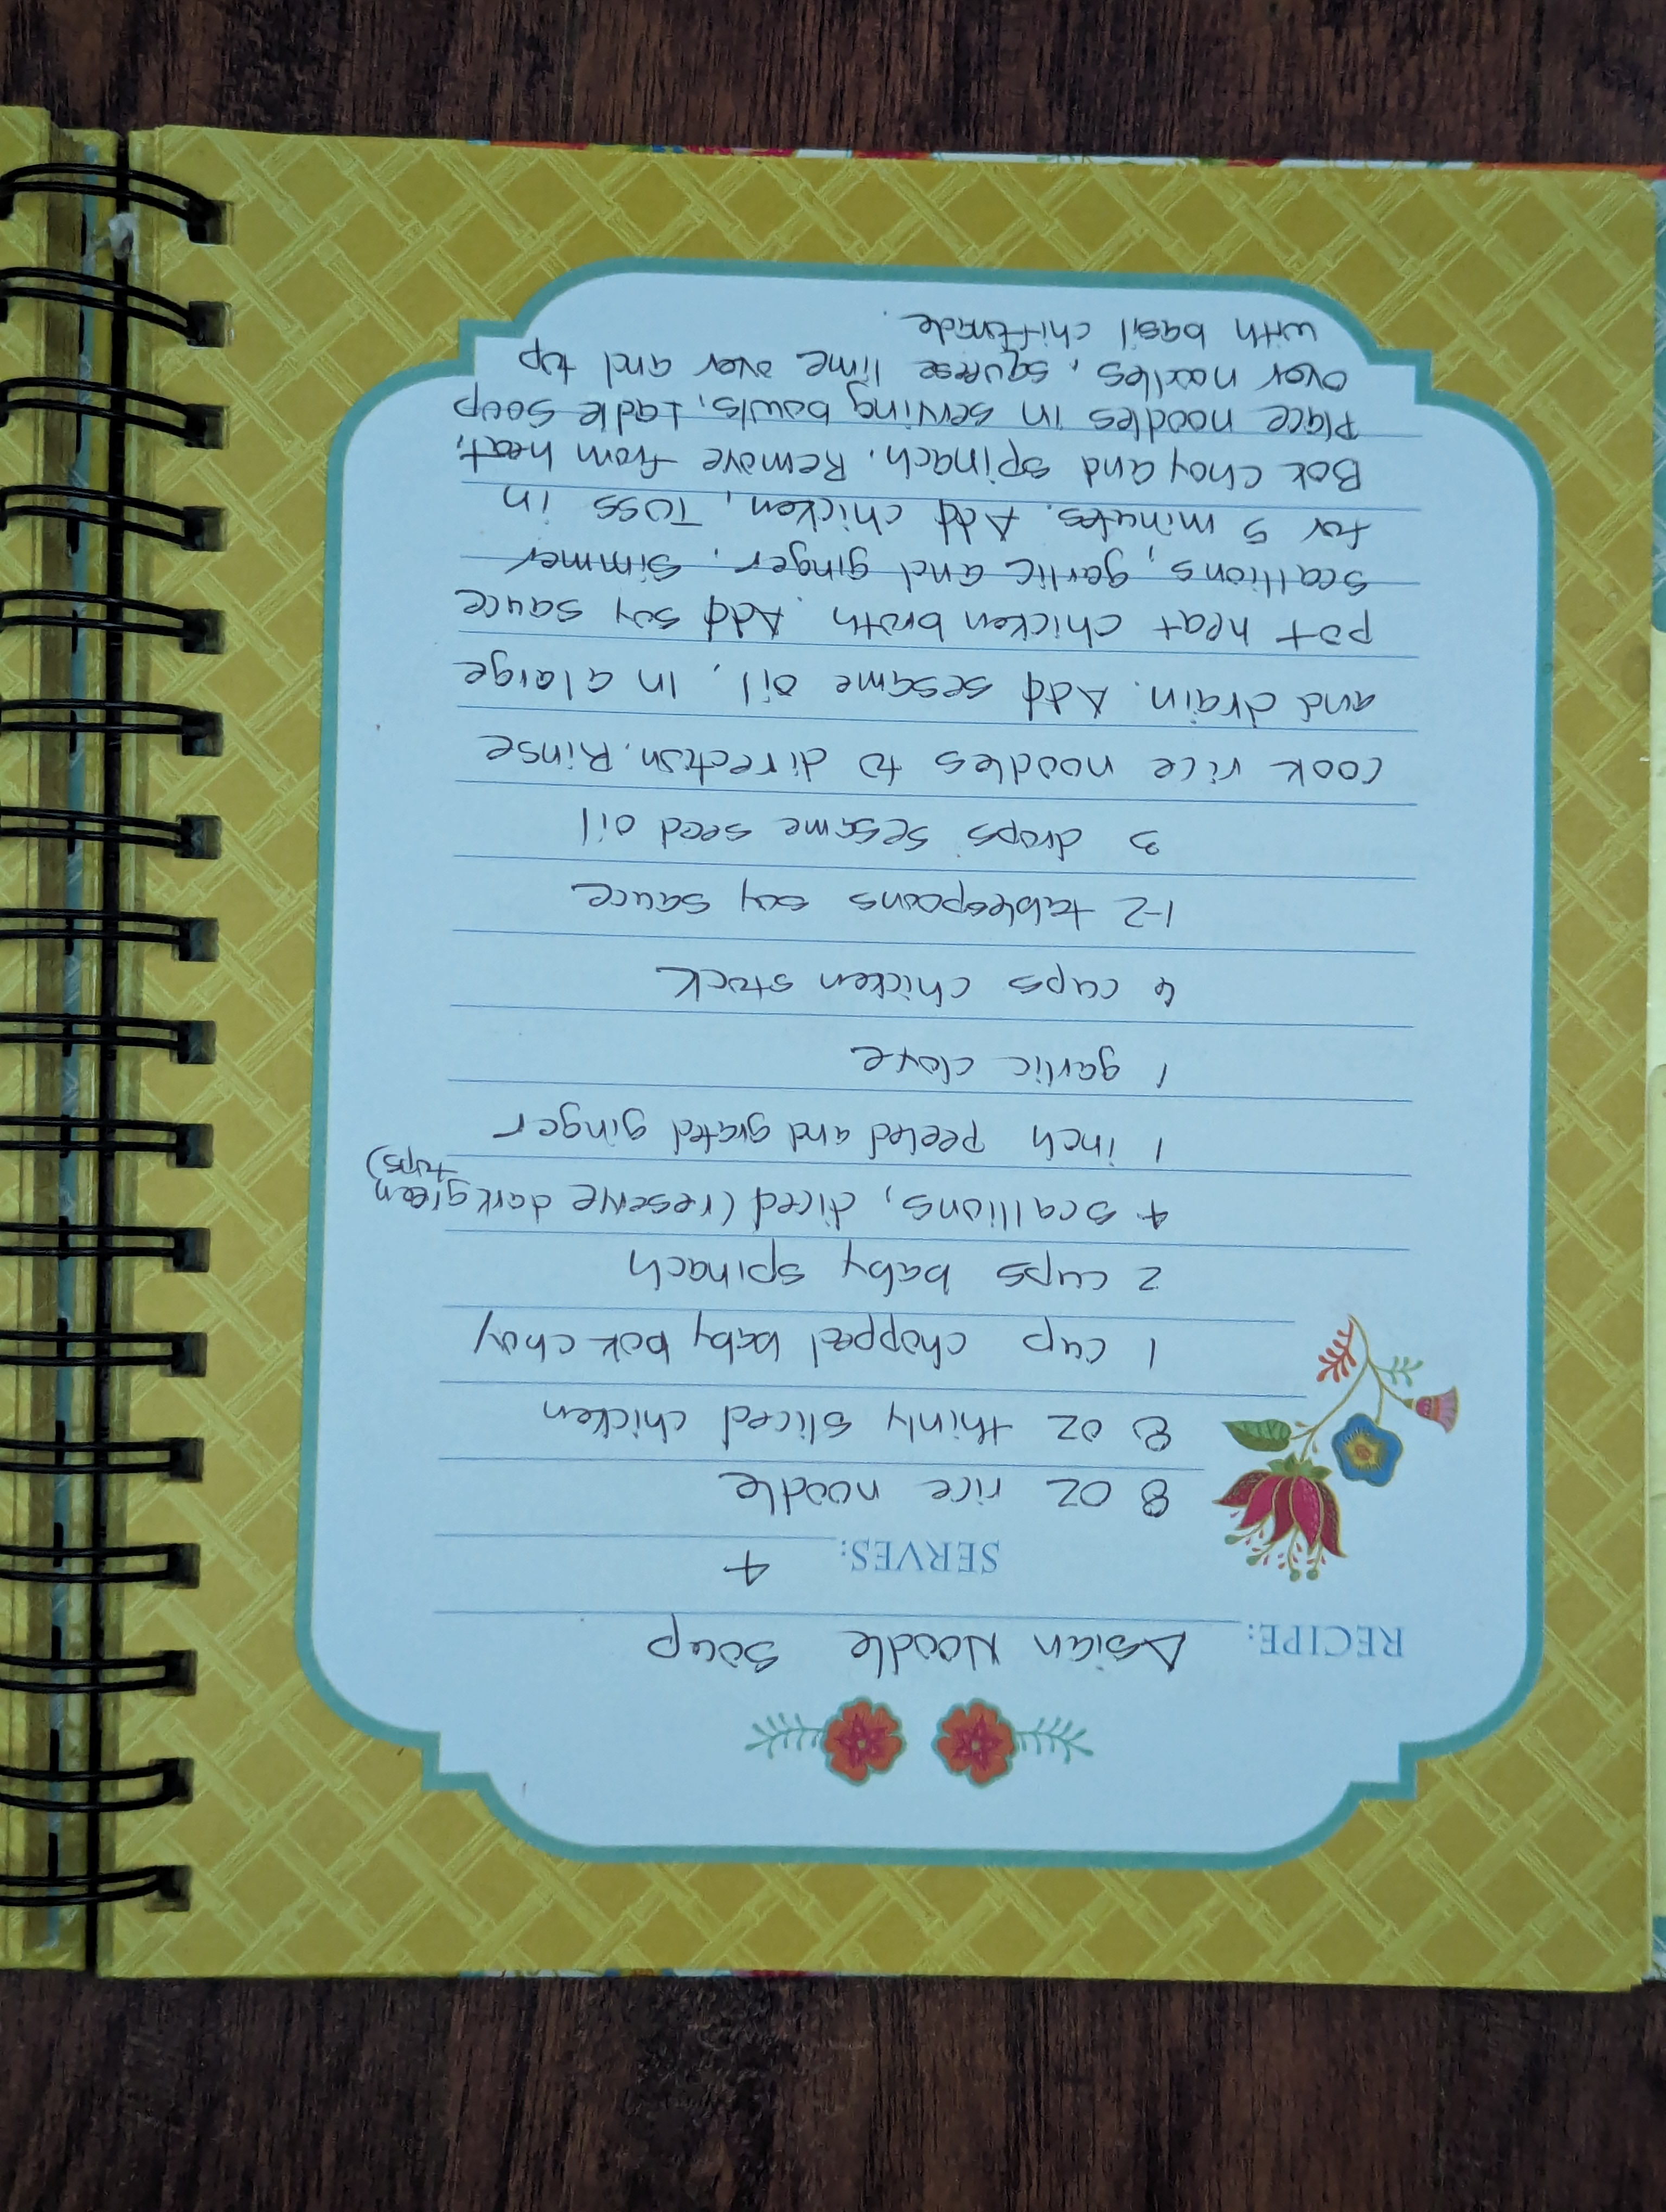 RECIPE: Asian Noodle Soup
SERVES: 4
8 oz rice noodle
8 oz thinly sliced chicken
1 cup chopped baby bok choy
2 cups baby spinach
4 scallions, diced (reserve dark green
tops)
1 inch peeled and grated ginger
1 garlic clove
6 cups chicken stock
1-2 tablespoons soy sauce
3 drops sesame seed oil
cook rice noodles to direction. Rinse
and drain. Add sesame oil, In a large
pot heat chicken broth. Add soy sauce
scallions, garlic and ginger. Simmer
for 5 minutes. Add chicken, Toss in
Bok choy and spinach. Remove from heat,
Place noodles in serving bowls, Ladle soup
over noodles, squeese lime over and top
with basil chiffonade.